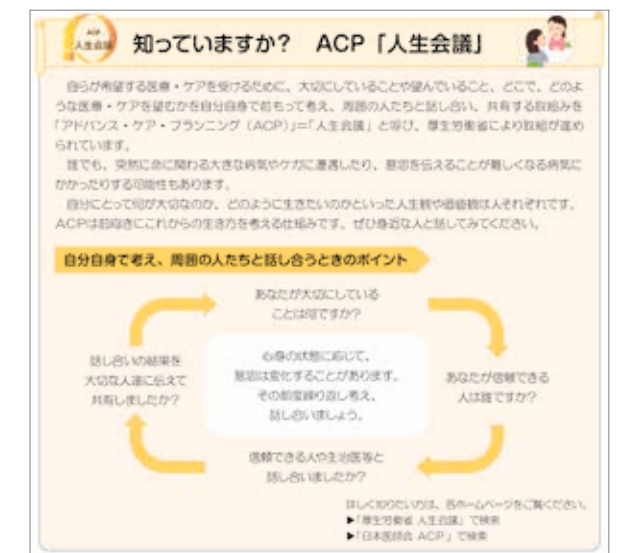 ACP
人生会議
知っていますか？ ACP「人生会議」
自らが希望する医療・ケアを受けるために、大切にしていることや望んでいること、どこで、どのよ
うな医療・ケアを望むかを自分自身で前もって考え、周囲の人たちと話し合い、共有する取組みを
「アドバンス・ケア・プランニング（ACP）」＝「人生会議」と呼び、厚生労働省により取組が進め
られています。
誰でも、突然に命に関わる大きな病気やケガに遭遇したり、意思を伝えることが難しくなる病気に
かかったりする可能性もあります。
自分にとって何が大切なのか、どのように生きたいのかといった人生観や価値観は人それぞれです。
ACPは前向きにこれからの生き方を考える仕組みです。ぜひ身近な人と話してみてください。
自分自身で考え、周囲の人たちと話し合うときのポイント
あなたが大切にしている
ことは何ですか？
あなたが信頼できる
人は誰ですか？
信頼できる人や主治医等と
話し合いましたか？
話し合いの結果を
大切な人達に伝えて
共有しましたか？
心身の状態に応じて、
意思は変化することがあります。
その都度繰り返し考え、
話し合いましょう。
詳しく知りたい方は、各ホームページをご覧ください。
▶「厚生労働省 人生会議」で検索
▶「日本医師会 ACP」で検索